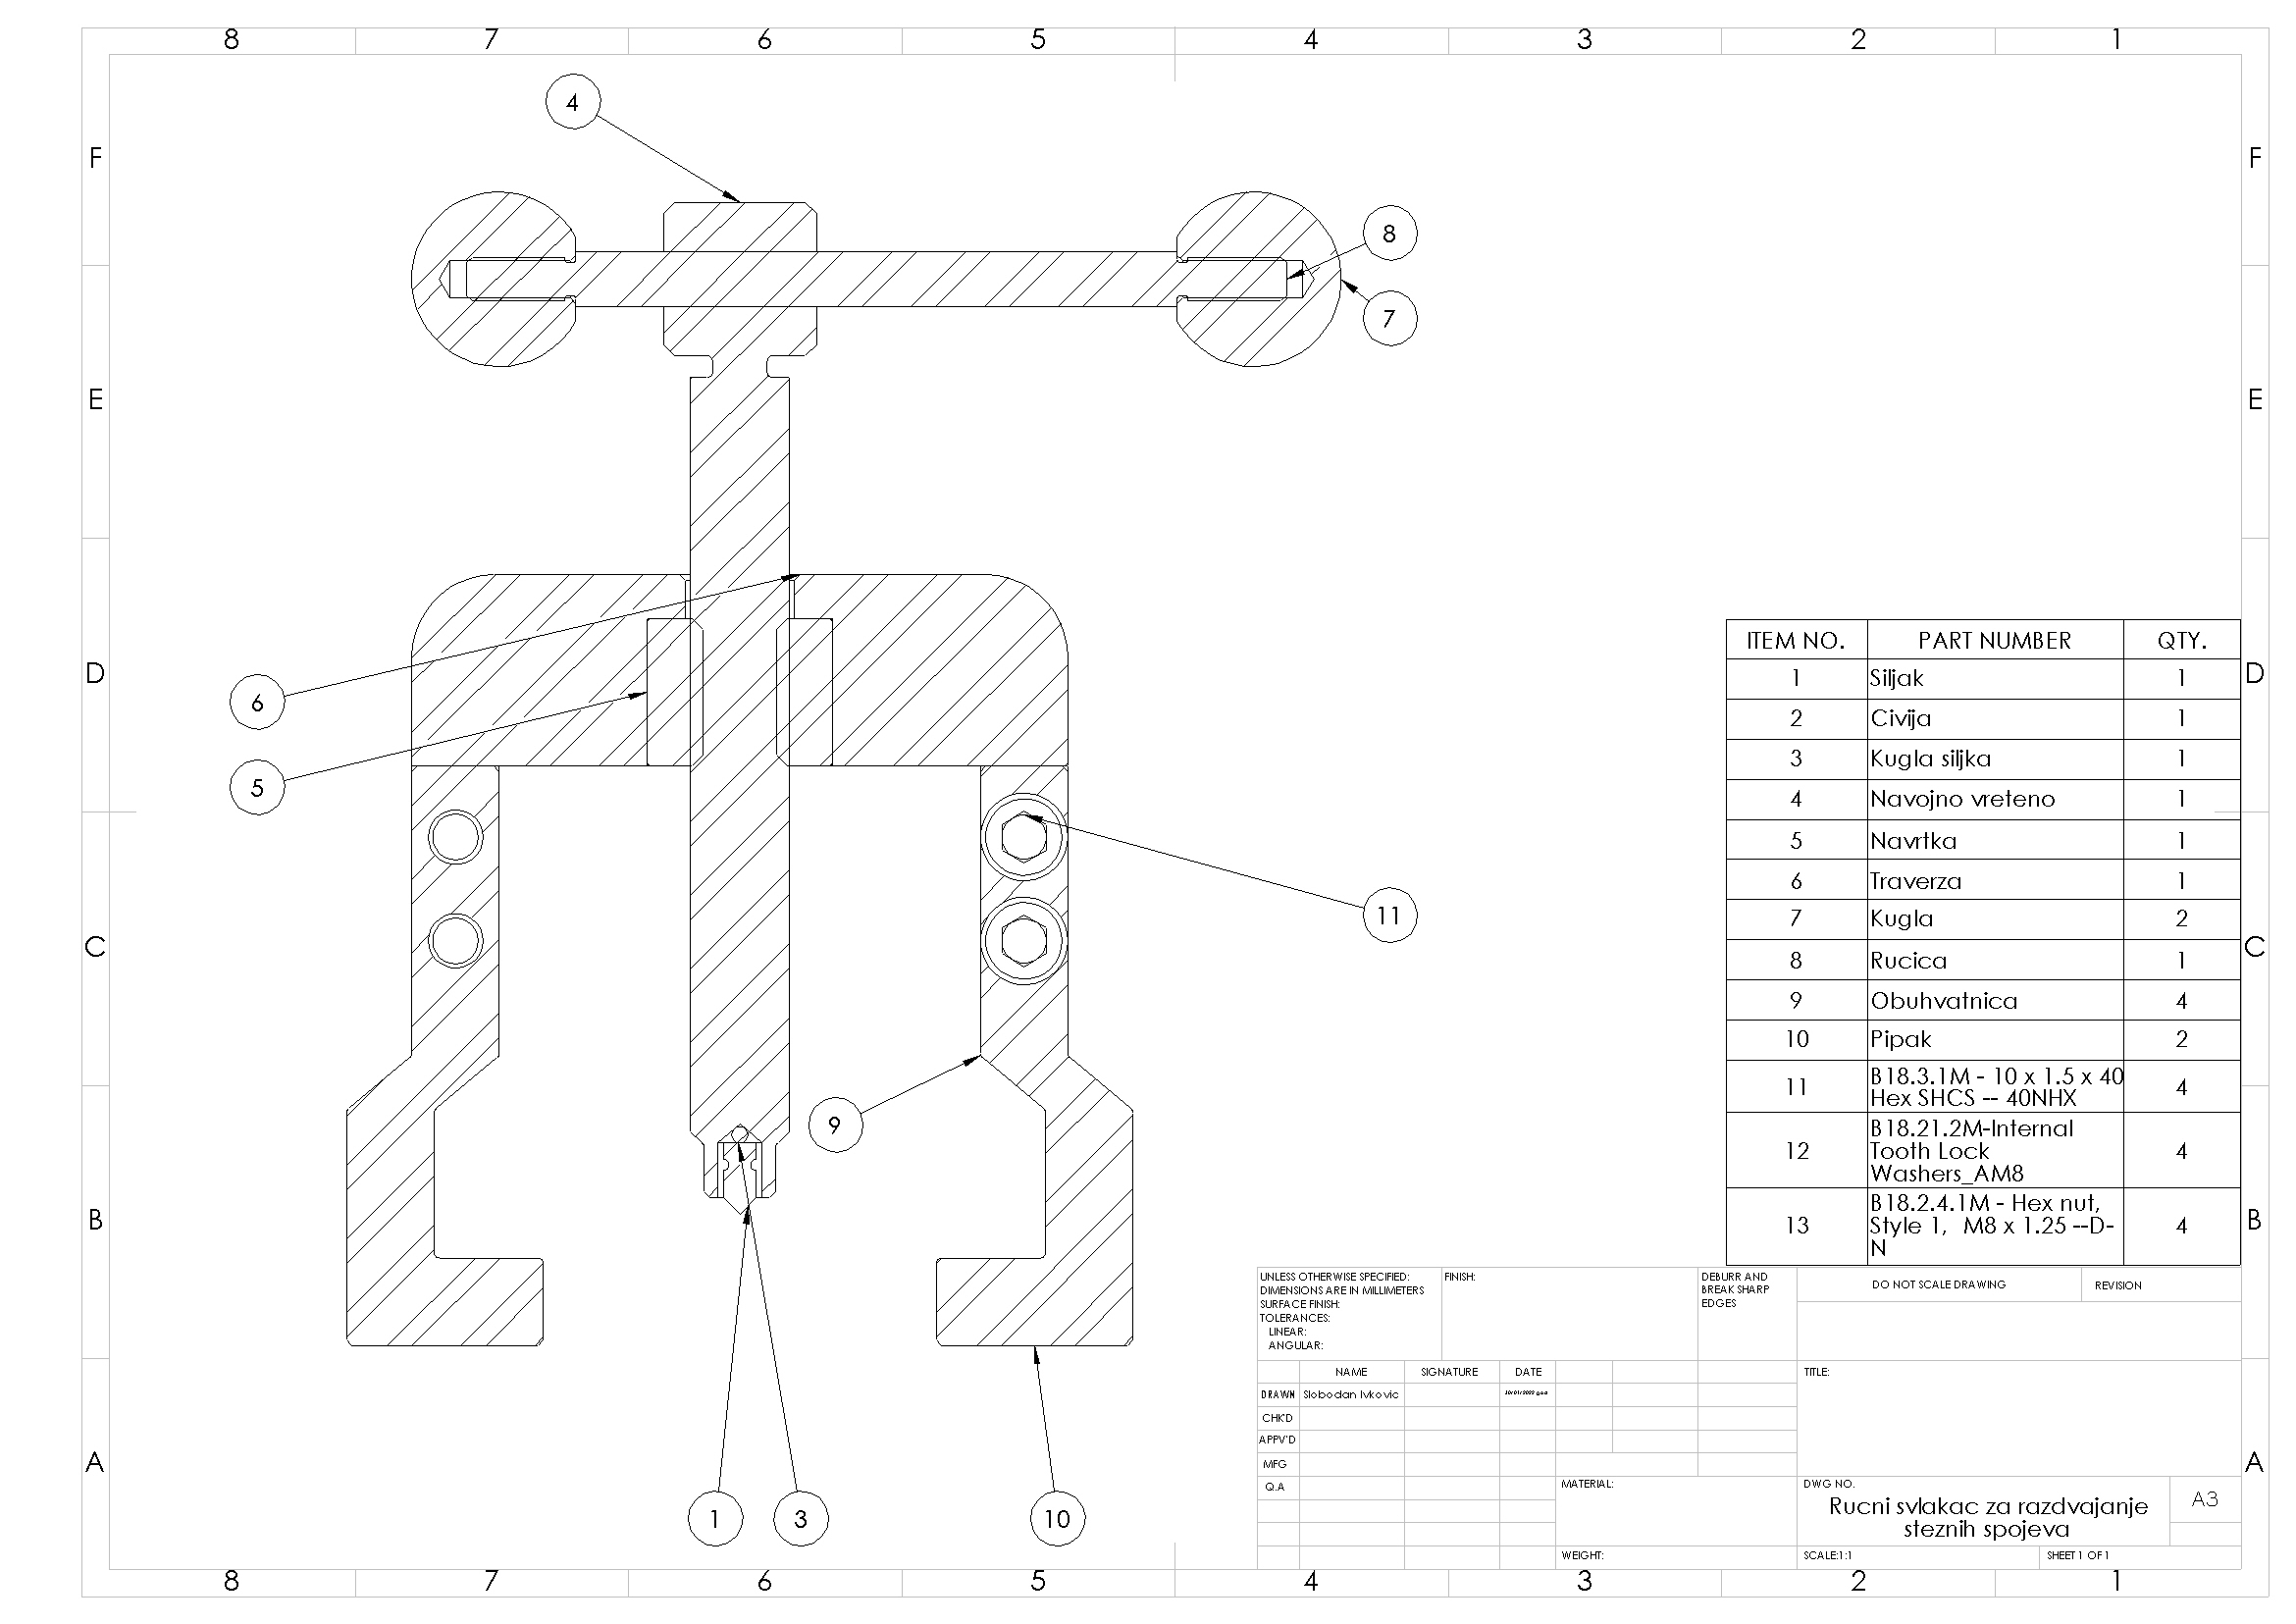 8 7 6 5 4 3 2 1
4
F F
8
7
E E
ITEM NO. PART NUMBER QTY.
1 Siljak 1
2 Civija 1
3 Kugla siljka 1
4 Navojno vreteno 1
5 Navrtka 1
6 Traverza 1
7 Kugla 2
8 Rucica 1
9 Obuhvatnica 4
10 Pipak 2
11 B18.3.1M - 10 x 1.5 x 40
Hex SHCS -- 40NHX 4
12 B18.21.2M-Internal
Tooth Lock
Washers_AM8 4
13 B18.2.4.1M - Hex nut,
Style 1, M8 x 1.25 --D-
N 4
D D
6
5
11
C C
9
B B
1 3 10
A A
UNLESS OTHERWISE SPECIFIED:
DIMENSIONS ARE IN MILLIMETERS
SURFACE FINISH:
TOLERANCES:
LINEAR:
ANGULAR:
FINISH:
DEBURR AND
BREAK SHARP
EDGES
DO NOT SCALE DRAWING REVISION
NAME SIGNATURE DATE
DRAWN Slobodan Ivkovic
CHK'D
APPV'D
MFG
Q.A
TITLE:
MATERIAL:
DWG NO.
Rucni svlakac za razdvajanje
steznih spojeva
A3
WEIGHT: SCALE:1:1 SHEET 1 OF 1
8 7 6 5 4 3 2 1